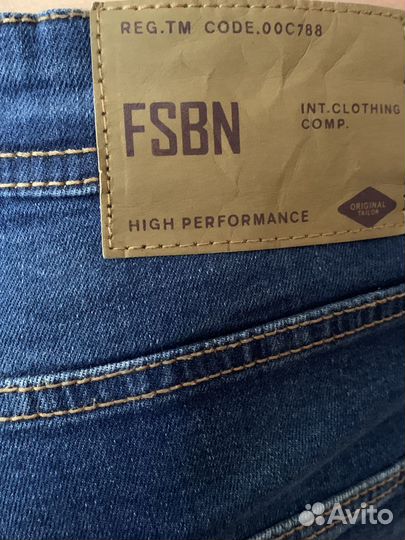 REG.TM CODE.00C788
FSBN
INT.CLOTHING
COMP.
HIGH PERFORMANCE
ORIGINAL
TAILOR
Avito